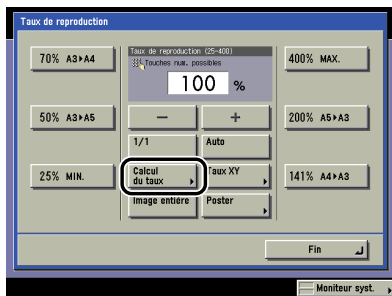 Taux de reproduction
70% A3▶A4
Taux de reproduction (25-400)
Touches num. possibles
100 %
400% MAX.
50% A3▶A5
−
+
200% A5▶A3
1/1
Auto
25% MIN.
Calcul
du taux
Taux XY
141% A4▶A3
Image entière
Poster
Fin
Moniteur syst.